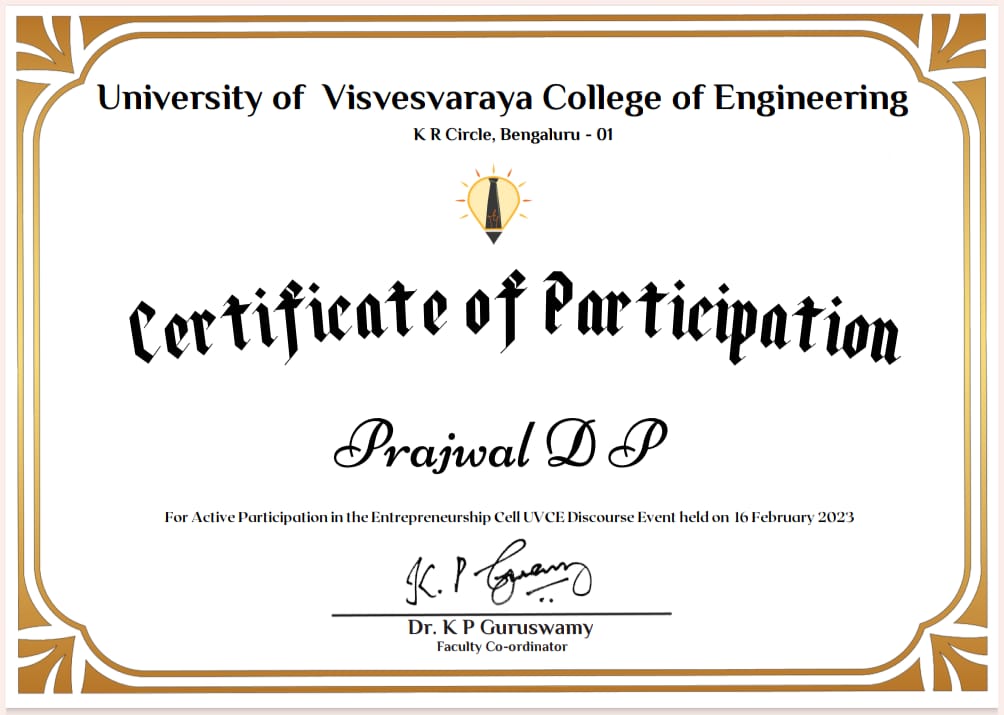 University of Visvesvaraya College of Engineering
K R Circle, Bengaluru - 01
Certificate of Participation
Prajwal D P
For Active Participation in the Entrepreneurship Cell UVCE Discourse Event held on 16 February 2023
K. P Guruswamy
Dr. K P Guruswamy
Faculty Co-ordinator